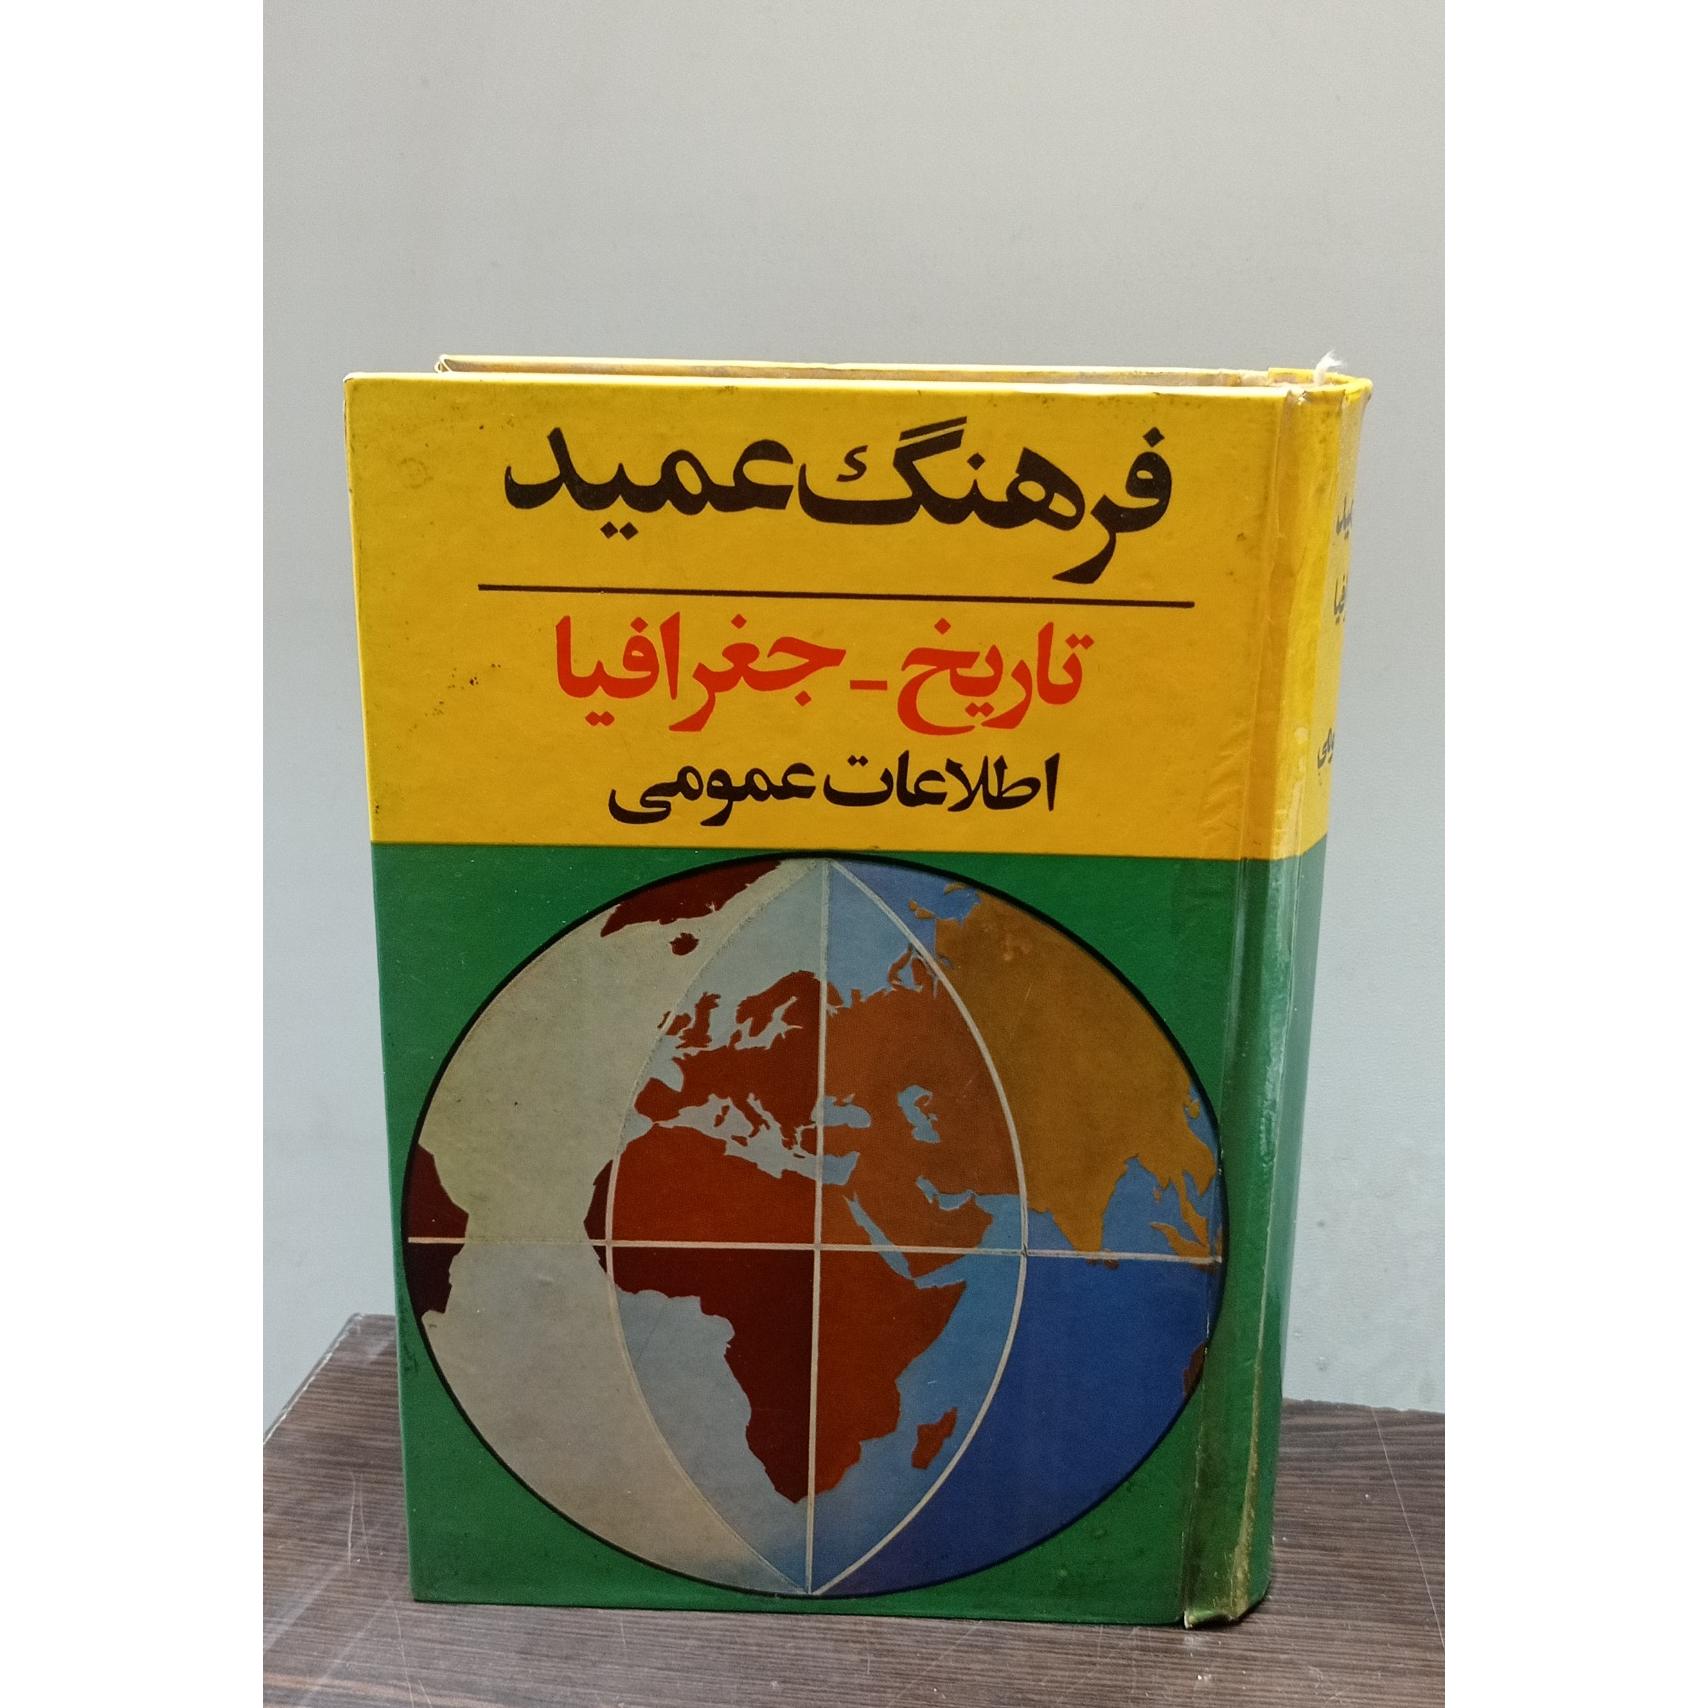 فرهنگ عمید
تاریخ - جغرافیا
اطلاعات عمومی